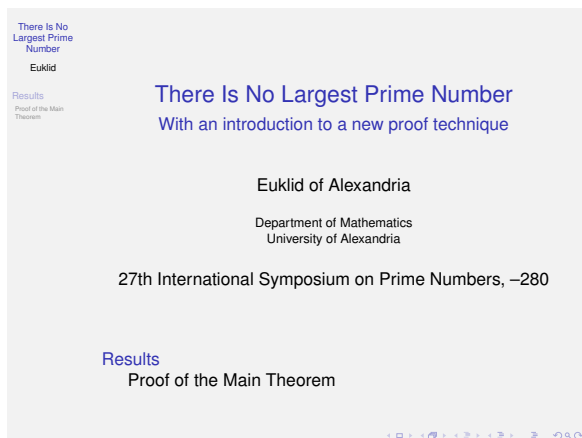 There Is No
Largest Prime
Number
Euklid
Results
Proof of the Main
Theorem
There Is No Largest Prime Number
With an introduction to a new proof technique
Euklid of Alexandria
Department of Mathematics
University of Alexandria
27th International Symposium on Prime Numbers, –280
Results
Proof of the Main Theorem